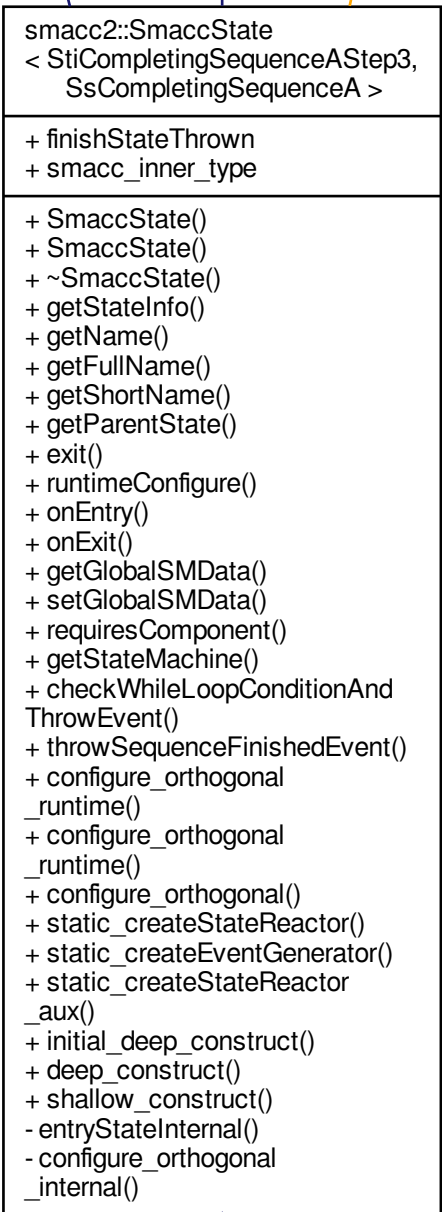 smacc2::SmaccState
< StiCompletingSequenceAStep3,
SsCompletingSequenceA >
+ finishStateThrown
+ smacc_inner_type
+ SmaccState()
+ SmaccState()
+ ~SmaccState()
+ getStateInfo()
+ getName()
+ getFullName()
+ getShortName()
+ getParentState()
+ exit()
+ runtimeConfigure()
+ onEntry()
+ onExit()
+ getGlobalSMData()
+ setGlobalSMData()
+ requiresComponent()
+ getStateMachine()
+ checkWhileLoopConditionAnd
ThrowEvent()
+ throwSequenceFinishedEvent()
+ configure_orthogonal
_runtime()
+ configure_orthogonal
_runtime()
+ configure_orthogonal()
+ static_createStateReactor()
+ static_createEventGenerator()
+ static_createStateReactor
_aux()
+ initial_deep_construct()
+ deep_construct()
+ shallow_construct()
- entryStateInternal()
- configure_orthogonal
_internal()